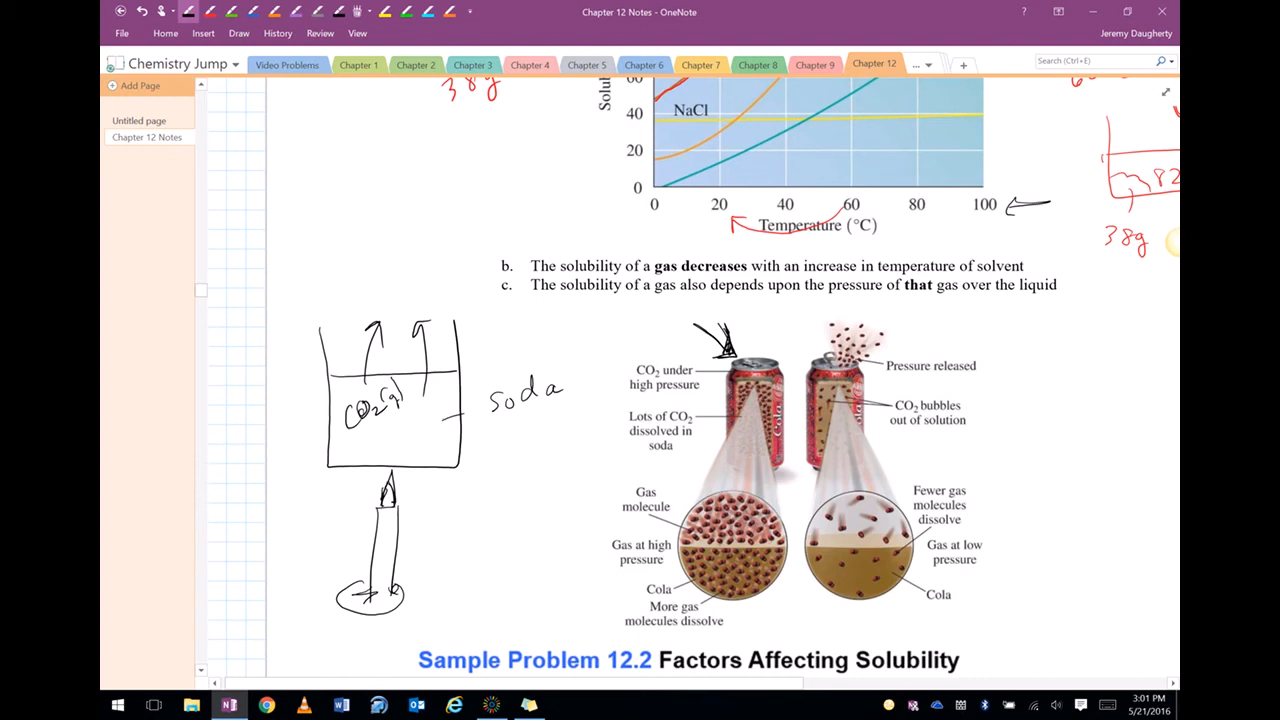 Chapter 12 Notes - OneNote
?
File
Home
Insert
Draw
History
Review
View
Jeremy Daugherty
Chemistry Jump
Video Problems
Chapter 1
Chapter 2
Chapter 3
Chapter 4
Chapter 5
Chapter 6
Chapter 7
Chapter 8
Chapter 9
Chapter 12
...
Search (Ctrl+E)
Add Page
Untitled page
Chapter 12 Notes
38g
60
Solu
40
NaCl
20
0
0 20 40 60 80 100
Temperature (°C)
82
38g
b. The solubility of a gas decreases with an increase in temperature of solvent
c. The solubility of a gas also depends upon the pressure of that gas over the liquid
CO2(g)
soda
CO2 under
high pressure
Lots of CO2
dissolved in
soda
Gas
molecule
Gas at high
pressure
Cola
More gas
molecules dissolve
Cola
Cola
Pressure released
CO2 bubbles
out of solution
Fewer gas
molecules
dissolve
Gas at low
pressure
Cola
Sample Problem 12.2 Factors Affecting Solubility
3:01 PM
5/21/2016